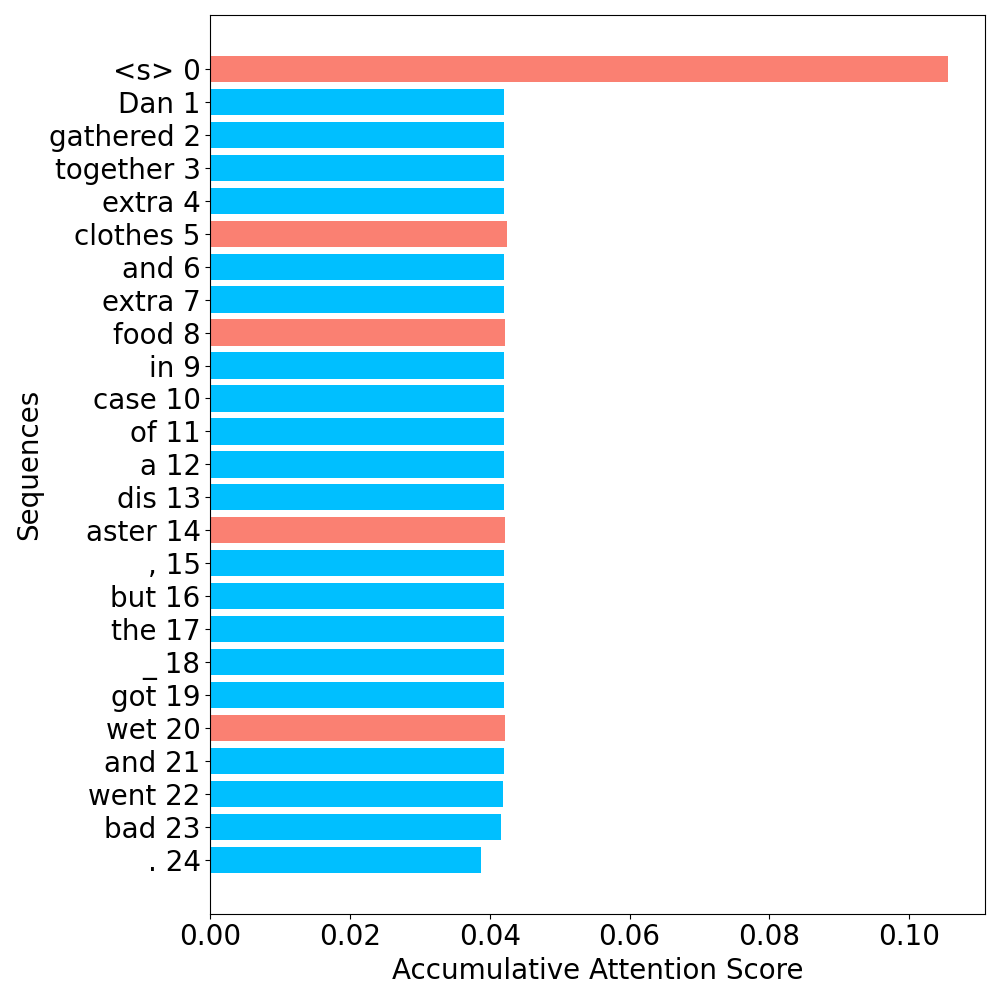 <s> 0
Dan 1
gathered 2
together 3
extra 4
clothes 5
and 6
extra 7
food 8
in 9
case 10
of 11
a 12
dis 13
aster 14
, 15
but 16
the 17
_ 18
got 19
wet 20
and 21
went 22
bad 23
. 24
Sequences
0.00 0.02 0.04 0.06 0.08 0.10
Accumulative Attention Score